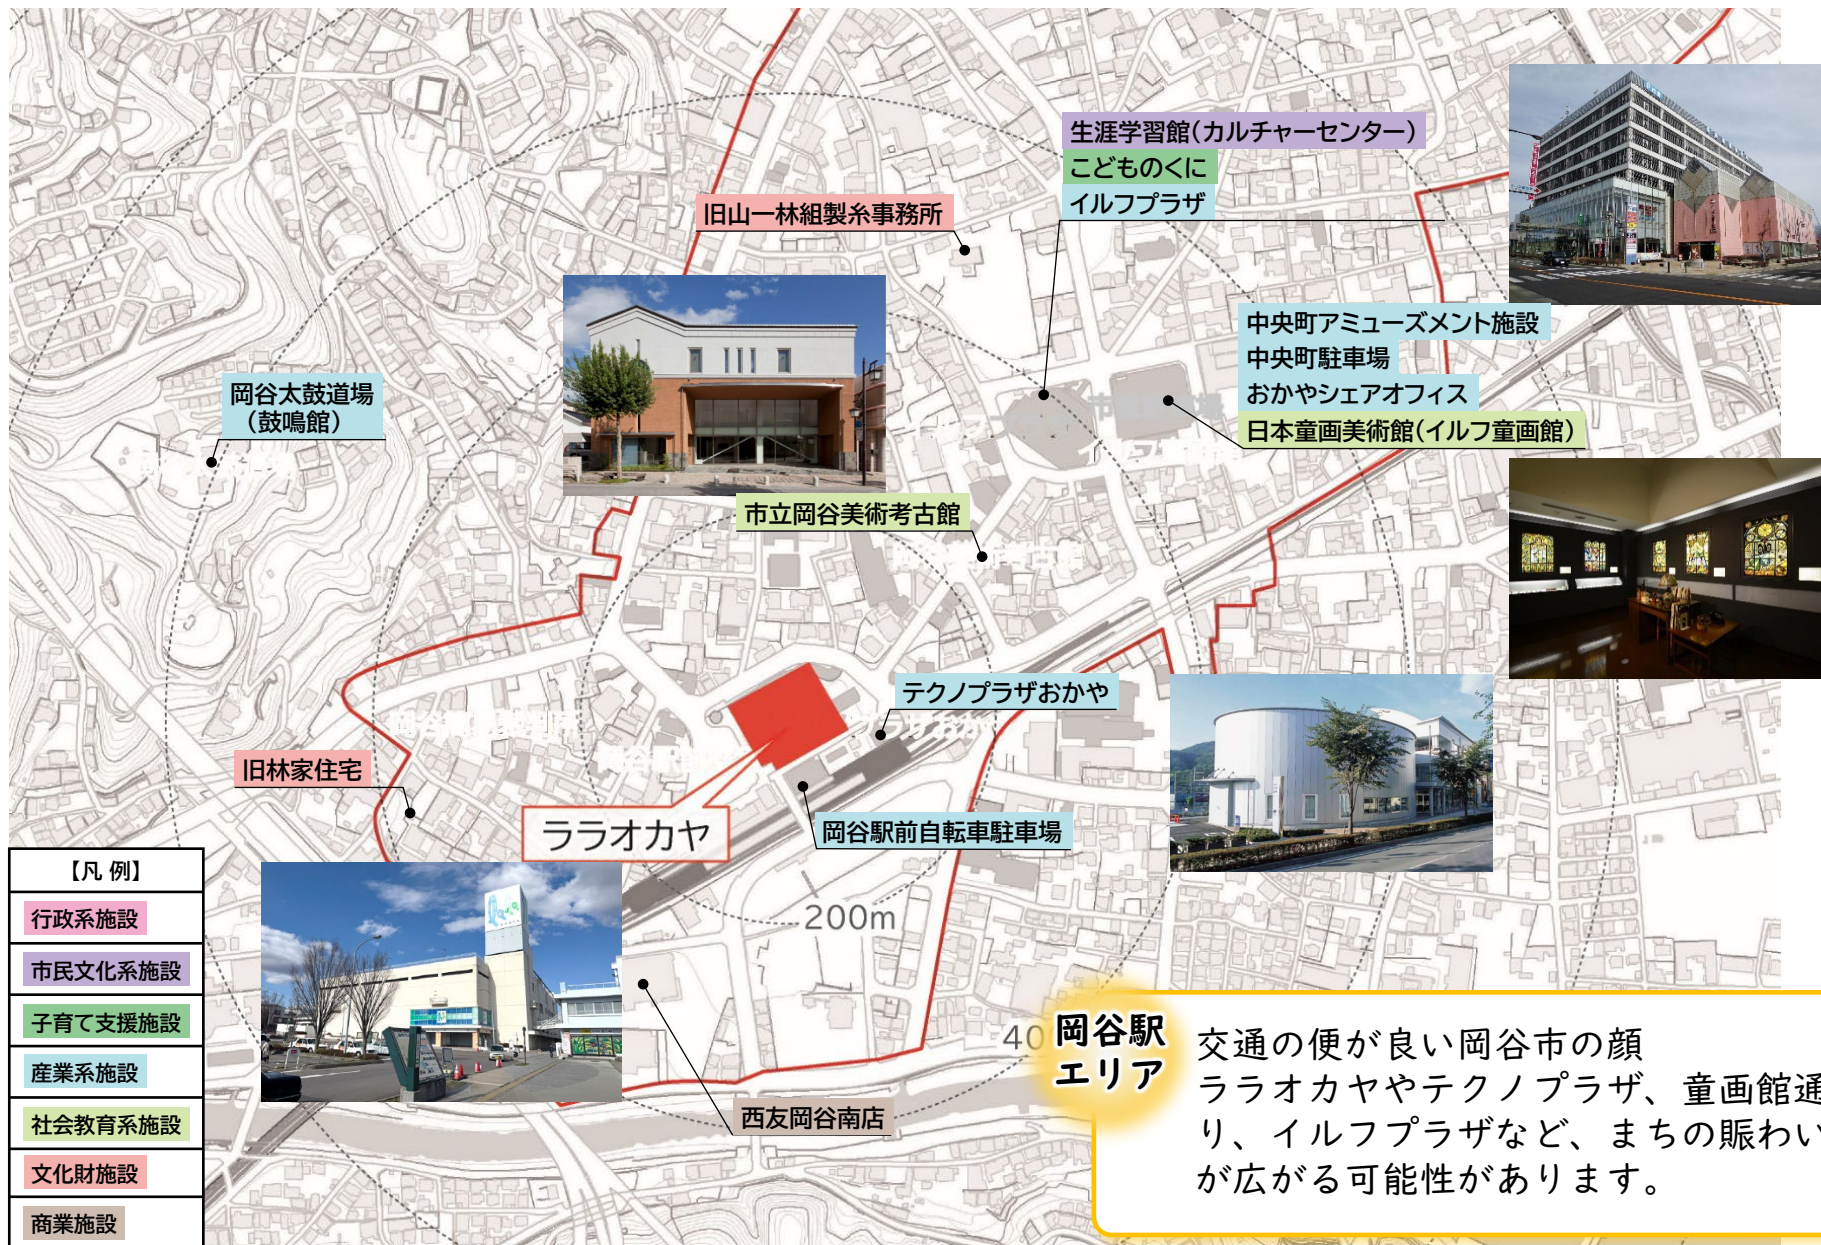 生涯学習館(カルチャーセンター)
こどものくに
イルフプラザ
旧山一林組製糸事務所
中央町アミューズメント施設
中央町駐車場
おかやシェアオフィス
日本童画美術館(イルフ童画館)
岡谷太鼓道場
(鼓鳴館)
市立岡谷美術考古館
テクノプラザおかや
旧林家住宅
ララオカヤ
岡谷駅前自転車駐車場
200m
40
西友岡谷南店
【凡 例】
行政系施設
市民文化系施設
子育て支援施設
産業系施設
社会教育系施設
文化財施設
商業施設
岡谷駅
エリア
交通の便が良い岡谷市の顔
ララオカヤやテクノプラザ、童画館通
り、イルフプラザなど、まちの賑わい
が広がる可能性があります。